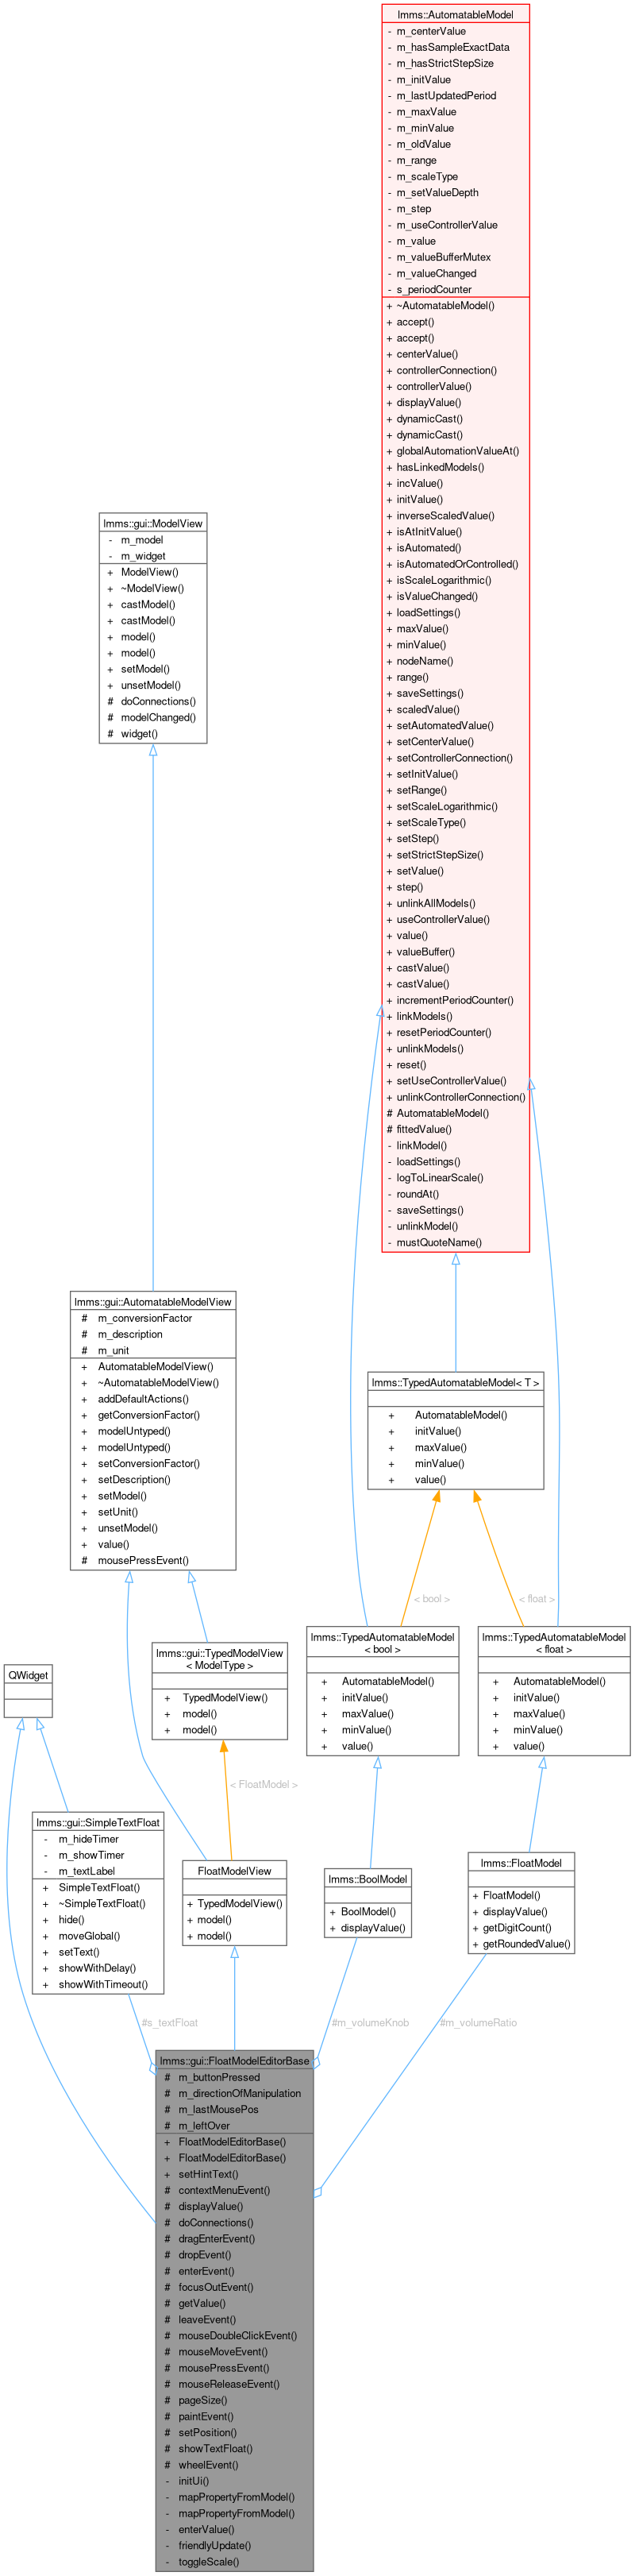 lmms::AutomatableModel
- m_centerValue
- m_hasSampleExactData
- m_hasStrictStepSize
- m_initValue
- m_lastUpdatedPeriod
- m_maxValue
- m_minValue
- m_oldValue
- m_range
- m_scaleType
- m_setValueDepth
- m_step
- m_useControllerValue
- m_value
- m_valueBufferMutex
- m_valueChanged
- s_periodCounter
+ ~AutomatableModel()
+ accept()
+ accept()
+ centerValue()
+ controllerConnection()
+ controllerValue()
+ displayValue()
+ dynamicCast()
+ dynamicCast()
+ globalAutomationValueAt()
+ hasLinkedModels()
+ incValue()
+ initValue()
+ inverseScaledValue()
+ isAtInitValue()
+ isAutomated()
+ isAutomatedOrControlled()
+ isScaleLogarithmic()
+ isValueChanged()
+ loadSettings()
+ maxValue()
+ minValue()
+ nodeName()
+ range()
+ saveSettings()
+ scaledValue()
+ setAutomatedValue()
+ setCenterValue()
+ setControllerConnection()
+ setInitValue()
+ setRange()
+ setScaleLogarithmic()
+ setScaleType()
+ setStep()
+ setStrictStepSize()
+ setValue()
+ step()
+ unlinkAllModels()
+ useControllerValue()
+ value()
+ valueBuffer()
+ castValue()
+ castValue()
+ incrementPeriodCounter()
+ linkModels()
+ resetPeriodCounter()
+ unlinkModels()
+ reset()
+ setUseControllerValue()
+ unlinkControllerConnection()
# AutomatableModel()
# fittedValue()
- linkModel()
- loadSettings()
- logToLinearScale()
- roundAt()
- saveSettings()
- unlinkModel()
- mustQuoteName()
lmms::gui::ModelView
- m_model
- m_widget
+ ModelView()
+ ~ModelView()
+ castModel()
+ castModel()
+ model()
+ model()
+ setModel()
+ unsetModel()
# doConnections()
# modelChanged()
# widget()
lmms::gui::AutomatableModelView
# m_conversionFactor
# m_description
# m_unit
+ AutomatableModelView()
+ ~AutomatableModelView()
+ addDefaultActions()
+ getConversionFactor()
+ modelUntyped()
+ modelUntyped()
+ setConversionFactor()
+ setDescription()
+ setModel()
+ setUnit()
+ unsetModel()
+ value()
# mousePressEvent()
lmms::TypedAutomatableModel< T >
+ AutomatableModel()
+ initValue()
+ maxValue()
+ minValue()
+ value()
< bool >
< float >
QWidget
lmms::gui::TypedModelView
< ModelType >
+ TypedModelView()
+ model()
+ model()
lmms::TypedAutomatableModel
< bool >
+ AutomatableModel()
+ initValue()
+ maxValue()
+ minValue()
+ value()
lmms::TypedAutomatableModel
< float >
+ AutomatableModel()
+ initValue()
+ maxValue()
+ minValue()
+ value()
< FloatModel >
lmms::gui::SimpleTextFloat
- m_hideTimer
- m_showTimer
- m_textLabel
+ SimpleTextFloat()
+ ~SimpleTextFloat()
+ hide()
+ moveGlobal()
+ setText()
+ showWithDelay()
+ showWithTimeout()
FloatModelView
+ TypedModelView()
+ model()
+ model()
lmms::BoolModel
+ BoolModel()
+ displayValue()
lmms::FloatModel
+ FloatModel()
+ displayValue()
+ getDigitCount()
+ getRoundedValue()
#s_textFloat
#m_volumeKnob
#m_volumeRatio
lmms::gui::FloatModelEditorBase
# m_buttonPressed
# m_directionOfManipulation
# m_lastMousePos
# m_leftOver
+ FloatModelEditorBase()
+ FloatModelEditorBase()
+ setHintText()
# contextMenuEvent()
# displayValue()
# doConnections()
# dragEnterEvent()
# dropEvent()
# enterEvent()
# focusOutEvent()
# getValue()
# leaveEvent()
# mouseDoubleClickEvent()
# mouseMoveEvent()
# mousePressEvent()
# mouseReleaseEvent()
# pageSize()
# paintEvent()
# setPosition()
# showTextFloat()
# wheelEvent()
- initUi()
- mapPropertyFromModel()
- mapPropertyFromModel()
- enterValue()
- friendlyUpdate()
- toggleScale()